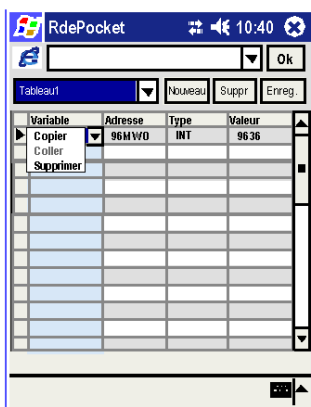 RdePocket 10:40
Ok
Tableau1 Nouveau Suppr Enreg.
Variable Adresse Type Valeur
Copier 96MW0 INT 9636
Coller
Supprimer